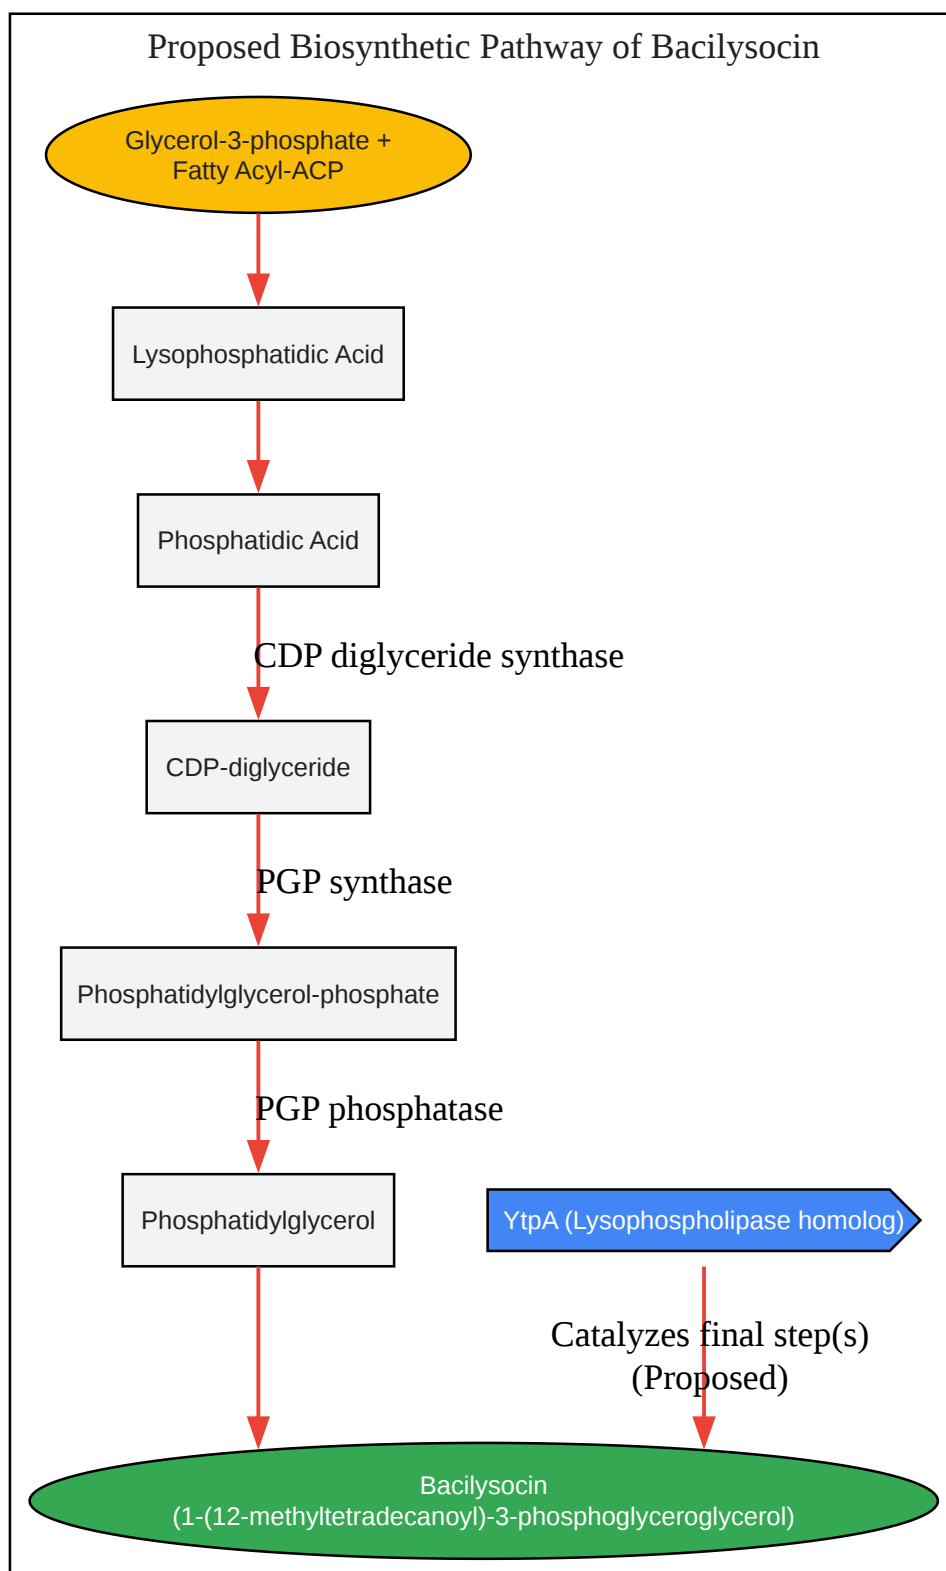 Proposed Biosynthetic Pathway of Bacilysocin
Glycerol-3-phosphate +
Fatty Acyl-ACP
Lysophosphatidic Acid
Phosphatidic Acid
CDP diglyceride synthase
CDP-diglyceride
PGP synthase
Phosphatidylglycerol-phosphate
PGP phosphatase
Phosphatidylglycerol
YtpA (Lysophospholipase homolog)
Catalyzes final step(s)
(Proposed)
Bacilysocin
(1-(12-methyltetradecanoyl)-3-phosphoglyceroglycerol)